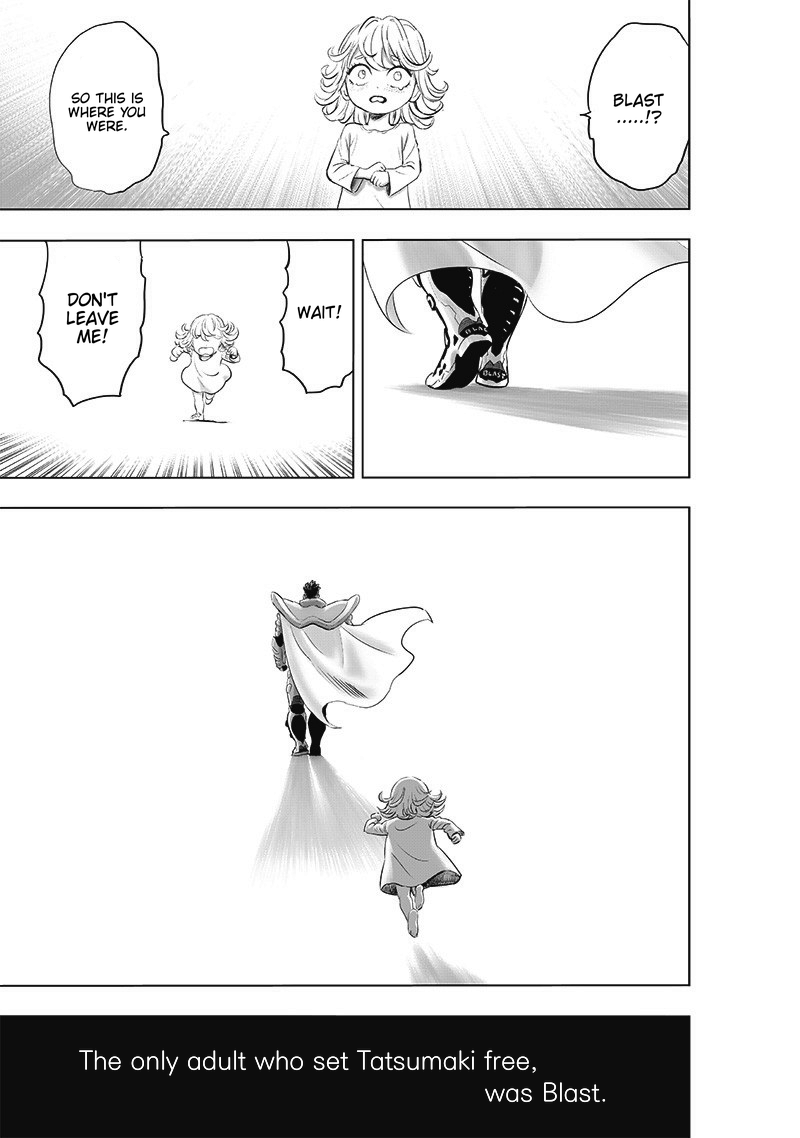 BLAST
.....!?
SO THIS IS
WHERE YOU
WERE.
BLAST
BLAST
WAIT!
DON'T
LEAVE
ME!
The only adult who set Tatsumaki free,
was Blast.